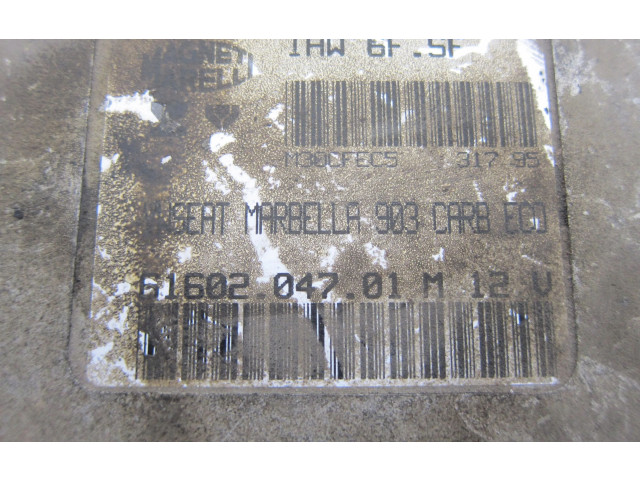 IAW 6F.SF
M30CFEC5 317 95
SEAT MARBELLA 903 CARB ECO
61602.047.01 M 12 V